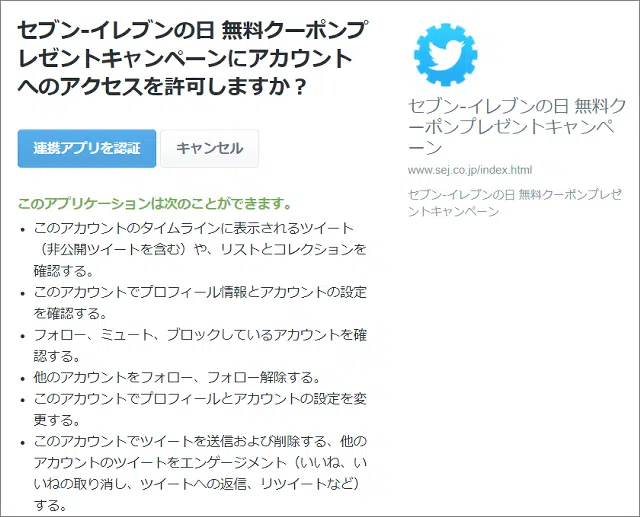 セブン-イレブンの日 無料クーポンプ
レゼントキャンペーンにアカウント
へのアクセスを許可しますか？
連携アプリを認証
キャンセル
このアプリケーションは次のことができます。
• このアカウントのタイムラインに表示されるツイート
（非公開ツイートを含む）や、リストとコレクションを
確認する。
• このアカウントでプロフィール情報とアカウントの設定
を確認する。
• フォロー、ミュート、ブロックしているアカウントを確
認する。
• 他のアカウントをフォロー、フォロー解除する。
• このアカウントでプロフィールとアカウントの設定を変
更する。
• このアカウントでツイートを送信および削除する、他の
アカウントのツイートをエンゲージメント（いいね、い
いねの取り消し、ツイートへの返信、リツイートなど）
する。
セブン-イレブンの日 無料ク
ーポンプレゼントキャンペ
ーン
www.sej.co.jp/index.html
セブン-イレブンの日 無料クーポンプレゼ
ントキャンペーン